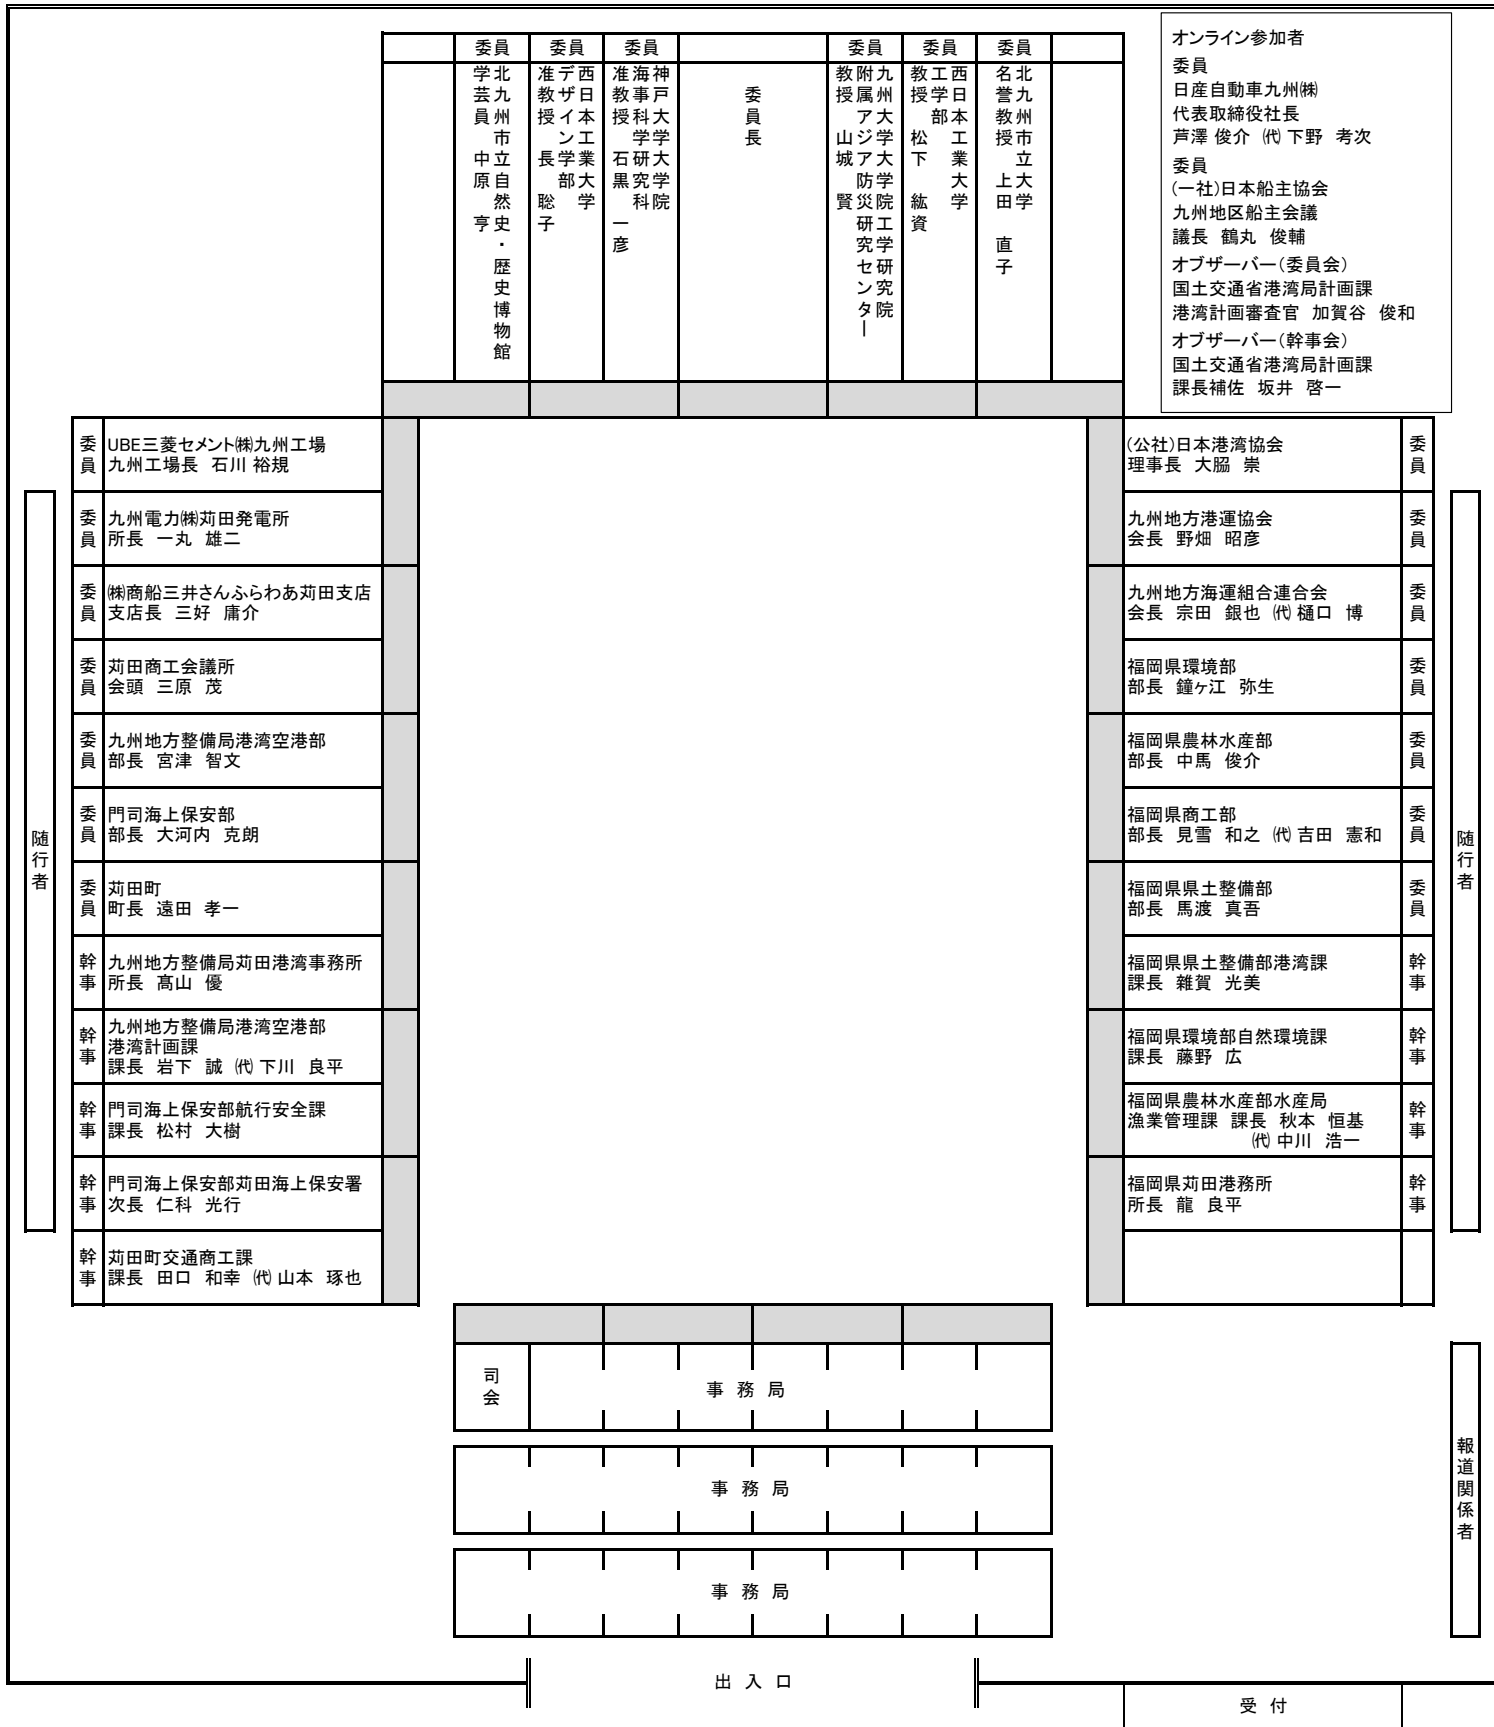 委員
北九州市立自然史・歴史博物館
学芸員 中原 亨
委員
西日本工業大学
デザイン学部
准教授 長 聡子
委員
神戸大学大学院
海事科学研究科
准教授 石黒 一彦
委員長
委員
九州大学大学院工学研究院
附属アジア防災研究センター
教授 山城 賢
委員
西日本工業大学
工学部
教授 松下 紘資
委員
北九州市立大学
名誉教授 上田 直子
オンライン参加者
委員
日産自動車九州㈱
代表取締役社長
芦澤 俊介 ㈹ 下野 考次
委員
(一社)日本船主協会
九州地区船主会議
議長 鶴丸 俊輔
オブザーバー(委員会)
国土交通省港湾局計画課
港湾計画審査官 加賀谷 俊和
オブザーバー(幹事会)
国土交通省港湾局計画課
課長補佐 坂井 啓一
随行者
委員
UBE三菱セメント㈱九州工場
九州工場長 石川 裕規
委員
九州電力㈱苅田発電所
所長 一丸 雄二
委員
㈱商船三井さんふらわあ苅田支店
支店長 三好 庸介
委員
苅田商工会議所
会頭 三原 茂
委員
九州地方整備局港湾空港部
部長 宮津 智文
委員
門司海上保安部
部長 大河内 克朗
委員
苅田町
町長 遠田 孝一
幹事
九州地方整備局苅田港湾事務所
所長 髙山 優
幹事
九州地方整備局港湾空港部
港湾計画課
課長 岩下 誠 ㈹ 下川 良平
幹事
門司海上保安部航行安全課
課長 松村 大樹
幹事
門司海上保安部苅田海上保安署
次長 仁科 光行
幹事
苅田町交通商工課
課長 田口 和幸 ㈹ 山本 琢也
(公社)日本港湾協会
理事長 大脇 崇
委員
九州地方港運協会
会長 野畑 昭彦
委員
九州地方海運組合連合会
会長 宗田 銀也 ㈹ 樋口 博
委員
福岡県環境部
部長 鐘ヶ江 弥生
委員
福岡県農林水産部
部長 中馬 俊介
委員
福岡県商工部
部長 見雪 和之 ㈹ 吉田 憲和
委員
福岡県県土整備部
部長 馬渡 真吾
委員
福岡県県土整備部港湾課
課長 雑賀 光美
幹事
福岡県環境部自然環境課
課長 藤野 広
幹事
福岡県農林水産部水産局
漁業管理課 課長 秋本 恒基
㈹ 中川 浩一
幹事
福岡県苅田港務所
所長 龍 良平
幹事
随行者
司会
事 務 局
事 務 局
事 務 局
報道関係者
出 入 口
受 付